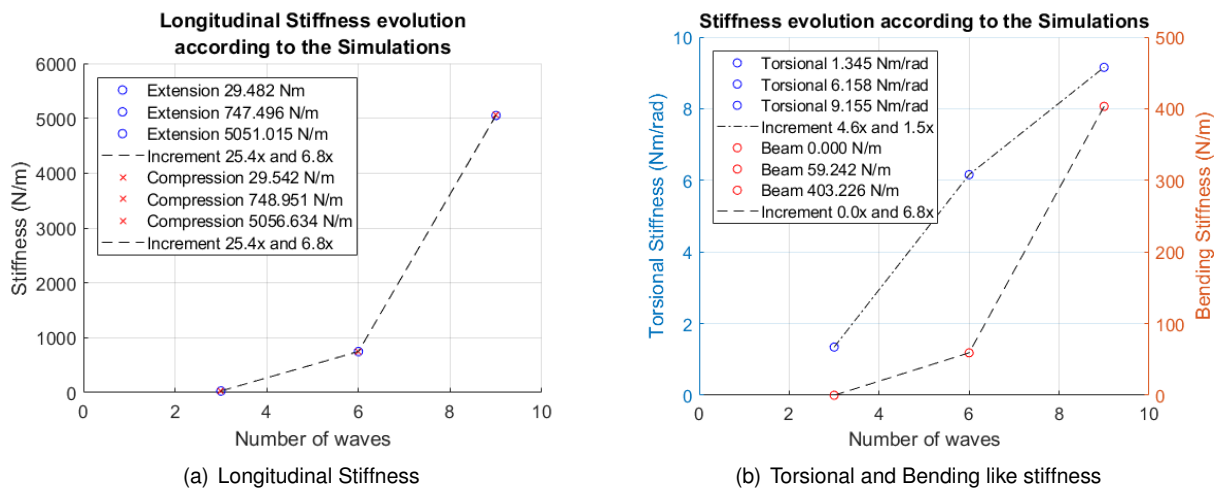 Longitudinal Stiffness evolution
according to the Simulations
Stiffness (N/m)
6000
5000
4000
3000
2000
1000
0
Extension 29.482 Nm
Extension 747.496 N/m
Extension 5051.015 N/m
Increment 25.4x and 6.8x
Compression 29.542 N/m
Compression 748.951 N/m
Compression 5056.634 N/m
Increment 25.4x and 6.8x
0 2 4 6 8 10
Number of waves
(a) Longitudinal Stiffness
Stiffness evolution according to the Simulations
Torsional Stiffness (Nm/rad)
10
8
6
4
2
0
Torsional 1.345 Nm/rad
Torsional 6.158 Nm/rad
Torsional 9.155 Nm/rad
Increment 4.6x and 1.5x
Beam 0.000 N/m
Beam 59.242 N/m
Beam 403.226 N/m
Increment 0.0x and 6.8x
500
400
300
200
100
0
Bending Stiffness (N/m)
0 2 4 6 8 10
Number of waves
(b) Torsional and Bending like stiffness